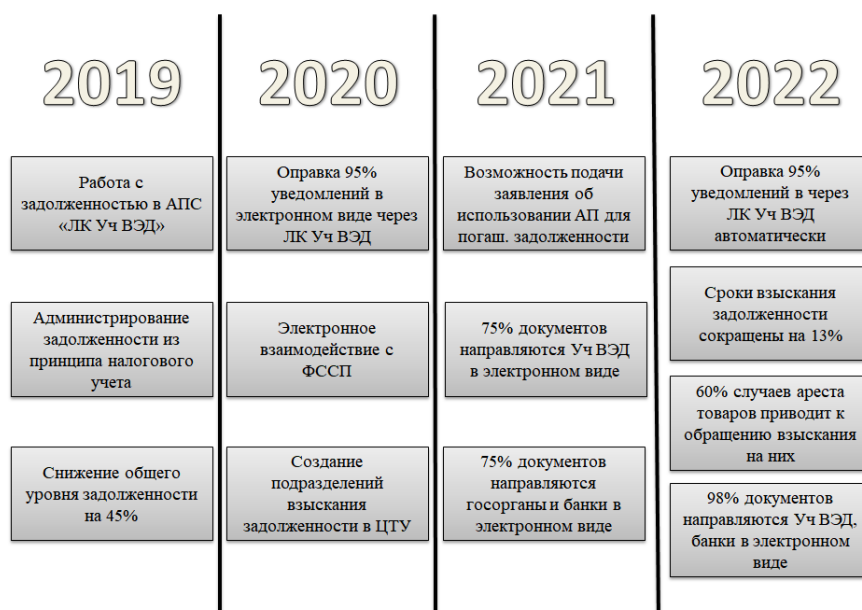 2019
Работа с
задолженностью в АПС
«ЛК Уч ВЭД»
Администрирование
задолженности из
принципа налогового
учета
Снижение общего
уровня задолженности
на 45%
2020
Оправка 95%
уведомлений в
электронном виде через
ЛК Уч ВЭД
Электронное
взаимодействие с
ФССП
Создание
подразделений
взыскания
задолженности в ЦТУ
2021
Возможность подачи
заявления об
использовании АП для
погаш. задолженности
75% документов
направляются Уч ВЭД
в электронном виде
75% документов
направляются
госорганы и банки в
электронном виде
2022
Оправка 95%
уведомлений в через
ЛК Уч ВЭД
автоматически
Сроки взыскания
задолженности
сокращены на 13%
60% случаев ареста
товаров приводит к
обращению взыскания
на них
98% документов
направляются Уч ВЭД,
банки в электронном
виде